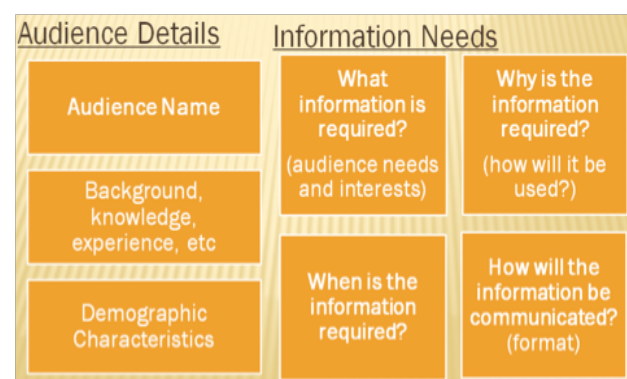 Audience Details
Audience Name
Background,
knowledge,
experience, etc
Demographic
Characteristics
Information Needs
What
information is
required?
(audience needs
and interests)
Why is the
information
required?
(how will it be
used?)
When is the
information
required?
How will the
information be
communicated?
(format)